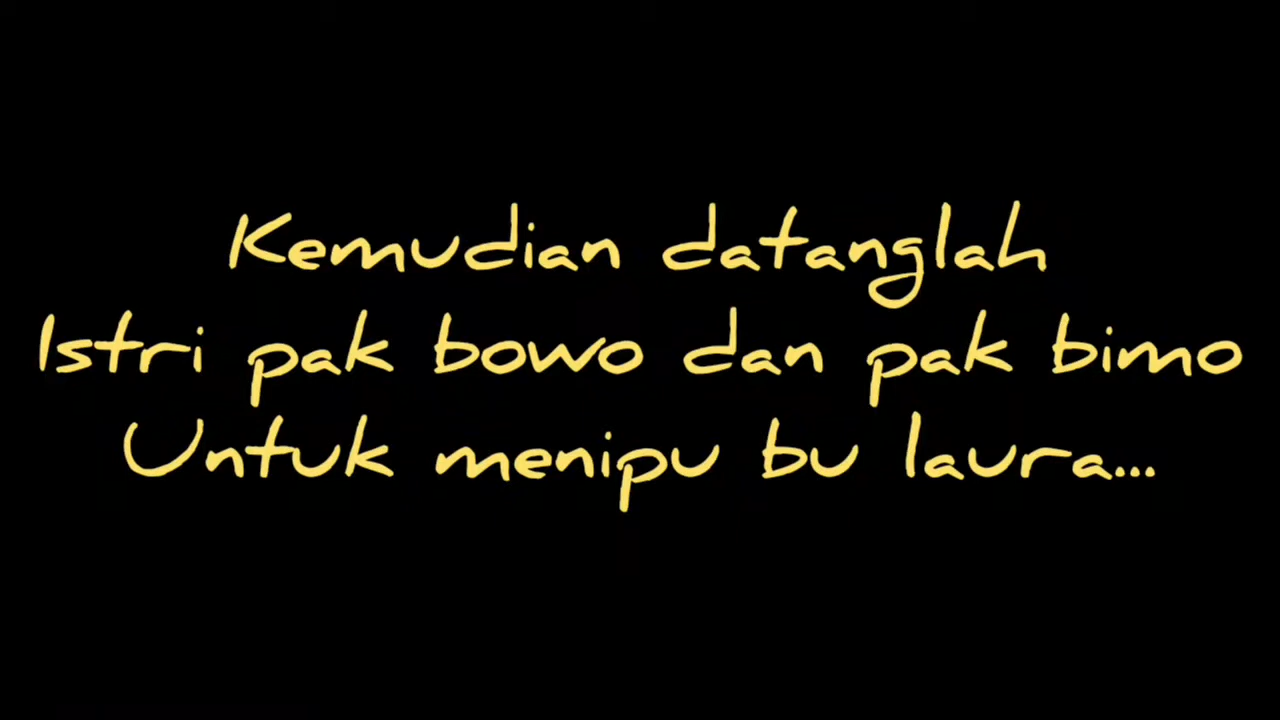 Kemudian datanglah
Istri pak bowo dan pak bimo
Untuk menipu bu laura...